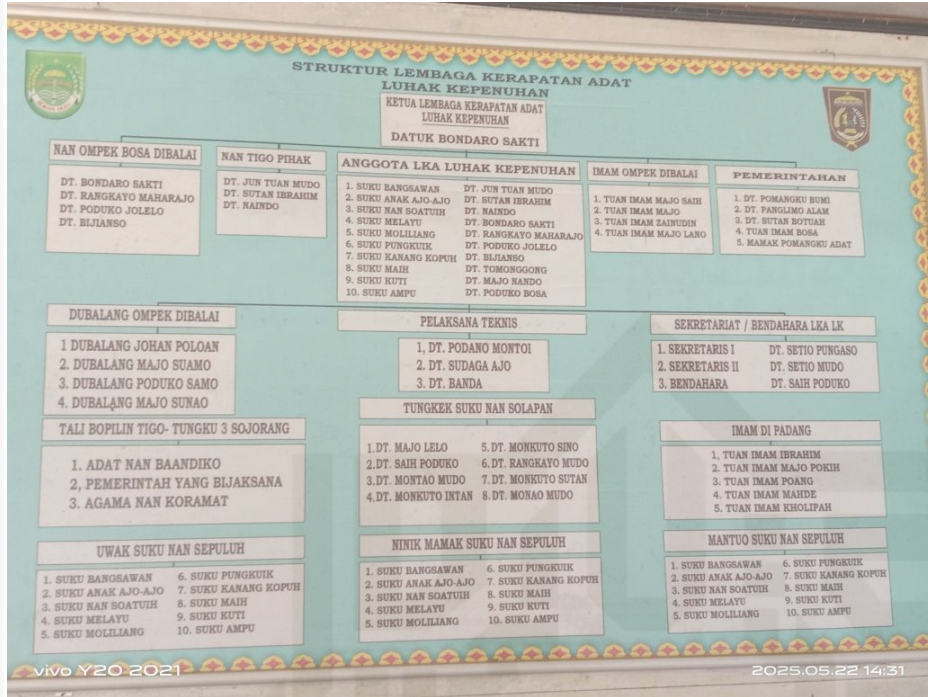 STRUKTUR LEMBAGA KERAPATAN ADAT
LUHAK KEPENUHAN
KETUA LEMBAGA KERAPATAN ADAT
LUHAK KEPENUHAN
DATUK BONDARO SAKTI
NAN OMPEK BOSA DIBALAI
DT. BONDARO SAKTI
DT. RANGKAYO MAHARAJO
DT. PODUKO JOLELO
DT. BIJIANSO
NAN TIGO PIHAK
DT. JUN TUAN MUDO
DT. SUTAN IBRAHIM
DT. NAINDO
ANGGOTA LKA LUHAK KEPENUHAN
1. SUKU BANGSAWAN DT. JUN TUAN MUDO
2. SUKU ANAK AJO-AJO DT. SUTAN IBRAHIM
3. SUKU NAN SOATUIH DT. NAINDO
4. SUKU MELAYU DT. BONDARO SAKTI
5. SUKU MOLILIANG DT. RANGKAYO MAHARAJO
6. SUKU PUNGKUIK DT. PODUKO JOLELO
7. SUKU KANANG KOPUH DT. BIJIANSO
8. SUKU MAIH DT. TOMONGGONG
9. SUKU KUTI DT. MAJO NANDO
10. SUKU AMPU DT. PODUKO BOSA
IMAM OMPEK DIBALAI
1. TUAN IMAM MAJO SAIH
2. TUAN IMAM MAJO
3. TUAN IMAM ZAINUDIN
4. TUAN IMAM MAJO LANO
PEMERINTAHAN
1. DT. POMANGKU BUMI
2. DT. PANGLIMO ALAM
3. DT. SUTAN BOTUAH
4. TUAN IMAM BOSA
5. MAMAK POMANGKU ADAT
DUBALANG OMPEK DIBALAI
1 DUBALANG JOHAN POLOAN
2. DUBALANG MAJO SUAMO
3. DUBALANG PODUKO SAMO
4. DUBALANG MAJO SUNAO
PELAKSANA TEKNIS
1, DT. PODANO MONTOI
2. DT. SUDAGA AJO
3. DT. BANDA
SEKRETARIAT / BENDAHARA LKA LK
1. SEKRETARIS I DT. SETIO PUNGASO
2. SEKRETARIS II DT. SETIO MUDO
3. BENDAHARA DT. SAIH PODUKO
TALI BOPILIN TIGO- TUNGKU 3 SOJORANG
1. ADAT NAN BAANDIKO
2, PEMERINTAH YANG BIJAKSANA
3. AGAMA NAN KORAMAT
TUNGKEK SUKU NAN SOLAPAN
1.DT. MAJO LELO 5.DT. MONKUTO SINO
2.DT. SAIH PODUKO 6.DT. RANGKAYO MUDO
3.DT. MONTAO MUDO 7.DT. MONKUTO SUTAN
4.DT. MONKUTO INTAN 8.DT. MONAO MUDO
IMAM DI PADANG
1, TUAN IMAM IBRAHIM
2. TUAN IMAM MAJO POKIH
3. TUAN IMAM POANG
4. TUAN IMAM MAHDE
5. TUAN IMAM KHOLIPAH
UWAK SUKU NAN SEPULUH
1. SUKU BANGSAWAN 6. SUKU PUNGKUIK
2. SUKU ANAK AJO-AJO 7. SUKU KANANG KOPUH
3. SUKU NAN SOATUIH 8. SUKU MAIH
4. SUKU MELAYU 9. SUKU KUTI
5. SUKU MOLILIANG 10. SUKU AMPU
NINIK MAMAK SUKU NAN SEPULUH
1. SUKU BANGSAWAN 6. SUKU PUNGKUIK
2. SUKU ANAK AJO-AJO 7. SUKU KANANG KOPUH
3. SUKU NAN SOATUIH 8. SUKU MAIH
4. SUKU MELAYU 9. SUKU KUTI
5. SUKU MOLILIANG 10. SUKU AMPU
MANTUO SUKU NAN SEPULUH
1. SUKU BANGSAWAN 6. SUKU PUNGKUIK
2. SUKU ANAK AJO-AJO 7. SUKU KANANG KOPUH
3. SUKU NAN SOATUIH 8. SUKU MAIH
4. SUKU MELAYU 9. SUKU KUTI
5. SUKU MOLILIANG 10. SUKU AMPU
vivo Y20 2021
2025.05.22 14:31